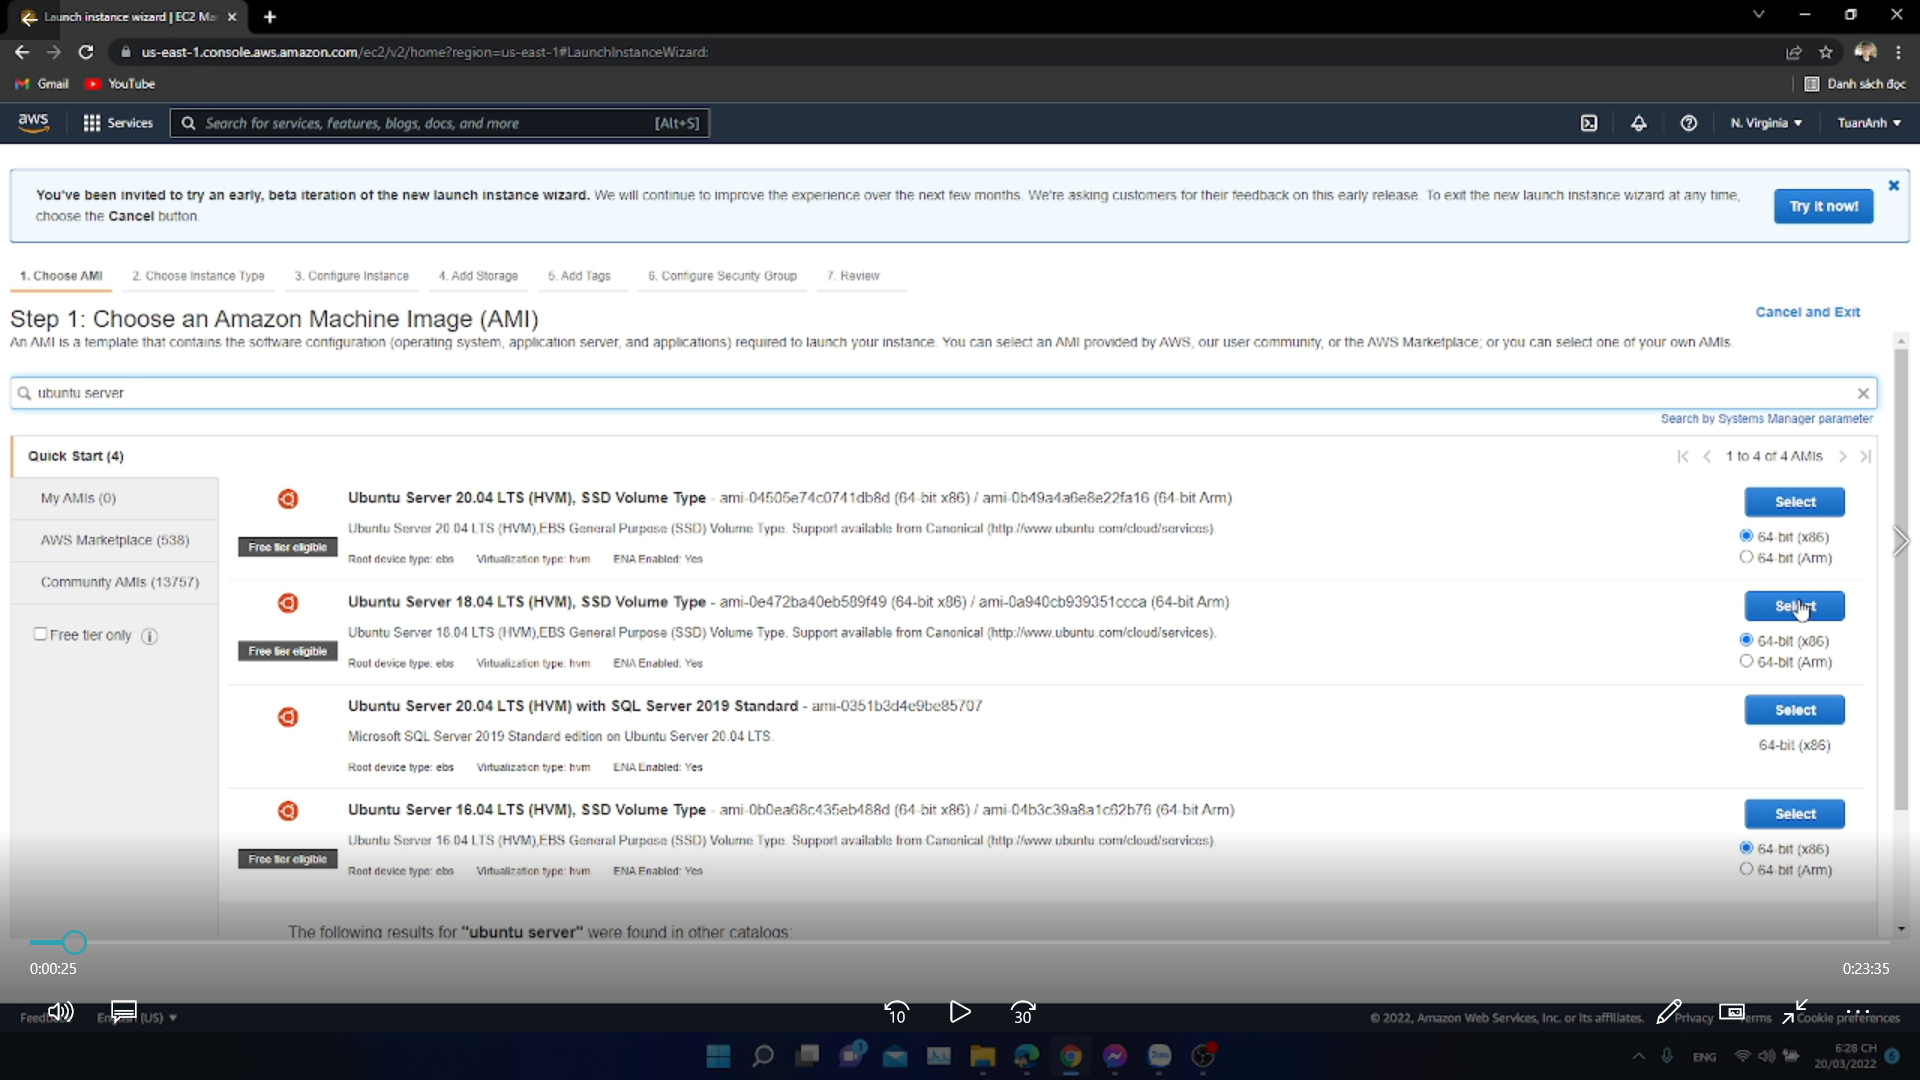 Launch instance wizard | EC2 Ma
us-east-1.console.aws.amazon.com/ec2/v2/home?region=us-east-1#LaunchInstanceWizard:
Gmail YouTube Danh sách đọc
aws Services Search for services, features, blogs, docs, and more [Alt+S] N. Virginia TuanAnh
You've been invited to try an early, beta iteration of the new launch instance wizard. We will continue to improve the experience over the next few months. We're asking customers for their feedback on this early release. To exit the new launch instance wizard at any time,
choose the Cancel button.
Try it now!
1. Choose AMI 2. Choose Instance Type 3. Configure Instance 4. Add Storage 5. Add Tags 6. Configure Security Group 7. Review
Step 1: Choose an Amazon Machine Image (AMI)
Cancel and Exit
An AMI is a template that contains the software configuration (operating system, application server, and applications) required to launch your instance. You can select an AMI provided by AWS, our user community, or the AWS Marketplace; or you can select one of your own AMIs.
ubuntu server
Search by Systems Manager parameter
Quick Start (4)
1 to 4 of 4 AMIs
My AMIs (0)
AWS Marketplace (538)
Community AMIs (13757)
Free tier only
Ubuntu Server 20.04 LTS (HVM), SSD Volume Type - ami-04505e74c0741db8d (64-bit x86) / ami-0b49a4a6e8e22fa16 (64-bit Arm)
Ubuntu Server 20.04 LTS (HVM),EBS General Purpose (SSD) Volume Type. Support available from Canonical (http://www.ubuntu.com/cloud/services).
Free tier eligible
Root device type: ebs Virtualization type: hvm ENA Enabled: Yes
Select
64-bit (x86)
64-bit (Arm)
Ubuntu Server 18.04 LTS (HVM), SSD Volume Type - ami-0e472ba40eb589f49 (64-bit x86) / ami-0a940cb939351ccca (64-bit Arm)
Ubuntu Server 18.04 LTS (HVM),EBS General Purpose (SSD) Volume Type. Support available from Canonical (http://www.ubuntu.com/cloud/services).
Free tier eligible
Root device type: ebs Virtualization type: hvm ENA Enabled: Yes
Select
64-bit (x86)
64-bit (Arm)
Ubuntu Server 20.04 LTS (HVM) with SQL Server 2019 Standard - ami-0351b3d4e9be85707
Microsoft SQL Server 2019 Standard edition on Ubuntu Server 20.04 LTS.
Root device type: ebs Virtualization type: hvm ENA Enabled: Yes
Select
64-bit (x86)
Ubuntu Server 16.04 LTS (HVM), SSD Volume Type - ami-0b0ea68c435eb488d (64-bit x86) / ami-04b3c39a8a1c62b76 (64-bit Arm)
Ubuntu Server 16.04 LTS (HVM),EBS General Purpose (SSD) Volume Type. Support available from Canonical (http://www.ubuntu.com/cloud/services).
Free tier eligible
Root device type: ebs Virtualization type: hvm ENA Enabled: Yes
Select
64-bit (x86)
64-bit (Arm)
The following results for "ubuntu server" were found in other catalogs:
0:00:25 0:23:35
10 30
(US) © 2022, Amazon Web Services, Inc. or its affiliates. Privacy Cookie preferences
ENG 6:28 CH
20/03/2022 6